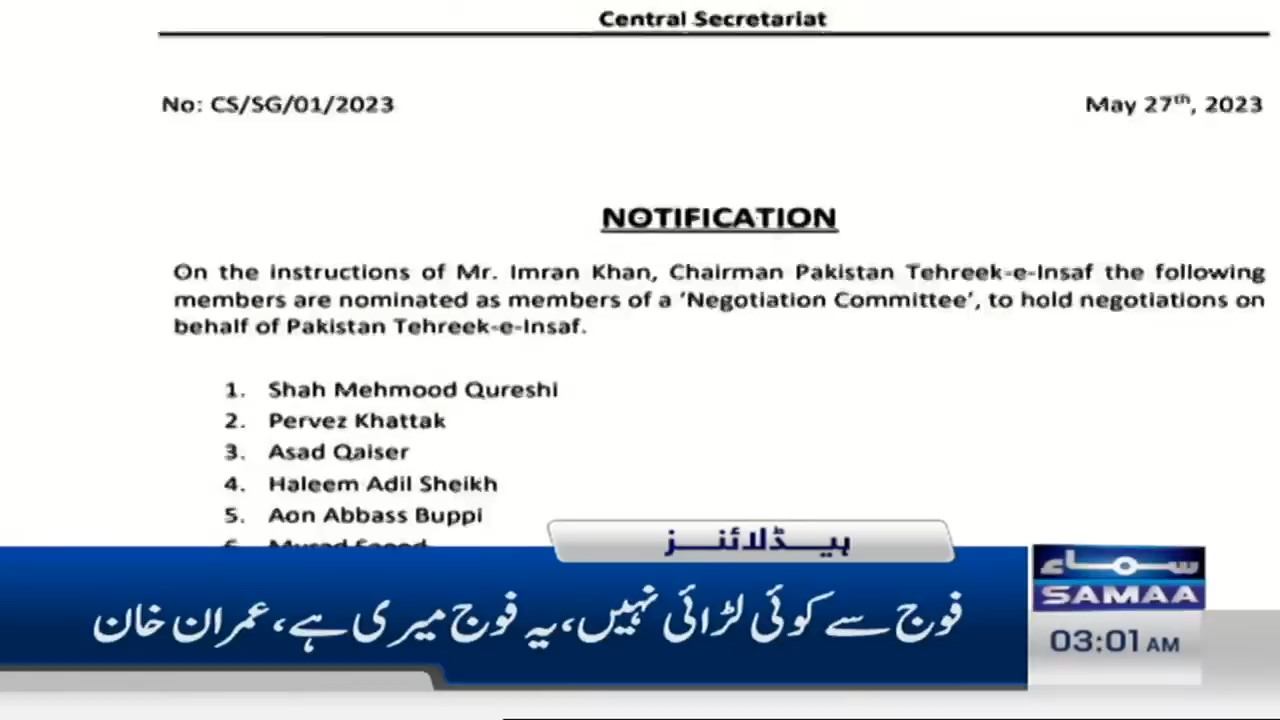 Central Secretariat
No: CS/SG/01/2023
May 27th, 2023
NOTIFICATION
On the instructions of Mr. Imran Khan, Chairman Pakistan Tehreek-e-Insaf the following
members are nominated as members of a 'Negotiation Committee', to hold negotiations on
behalf of Pakistan Tehreek-e-Insaf.
1. Shah Mehmood Qureshi
2. Pervez Khattak
3. Asad Qaiser
4. Haleem Adil Sheikh
5. Aon Abbass Buppi
6. Murad Saeed
ہیڈلائنز
فوج سے کوئی لڑائی نہیں، یہ فوج میری ہے، عمران خان
سماء
SAMAA
03:01 AM